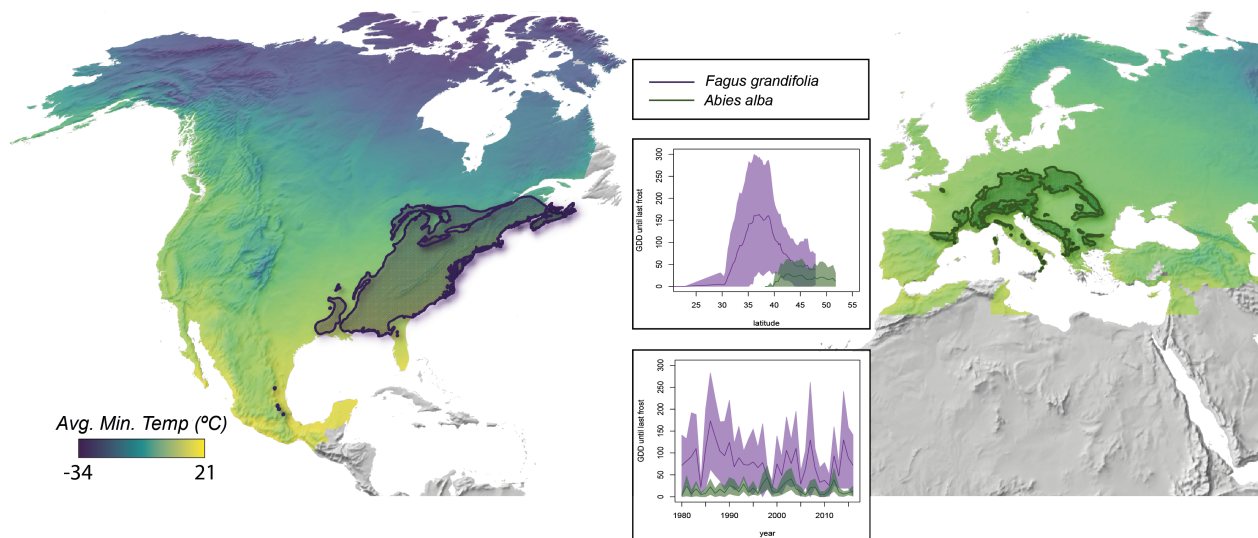 Fagus grandifolia
Abies alba
300
250
200
150
100
50
0
GDD until last frost
25 30 35 40 45 50 55
latitude
300
250
200
150
100
50
0
GDD until last frost
1980 1990 2000 2010
year
Avg. Min. Temp (ºC)
-34 21